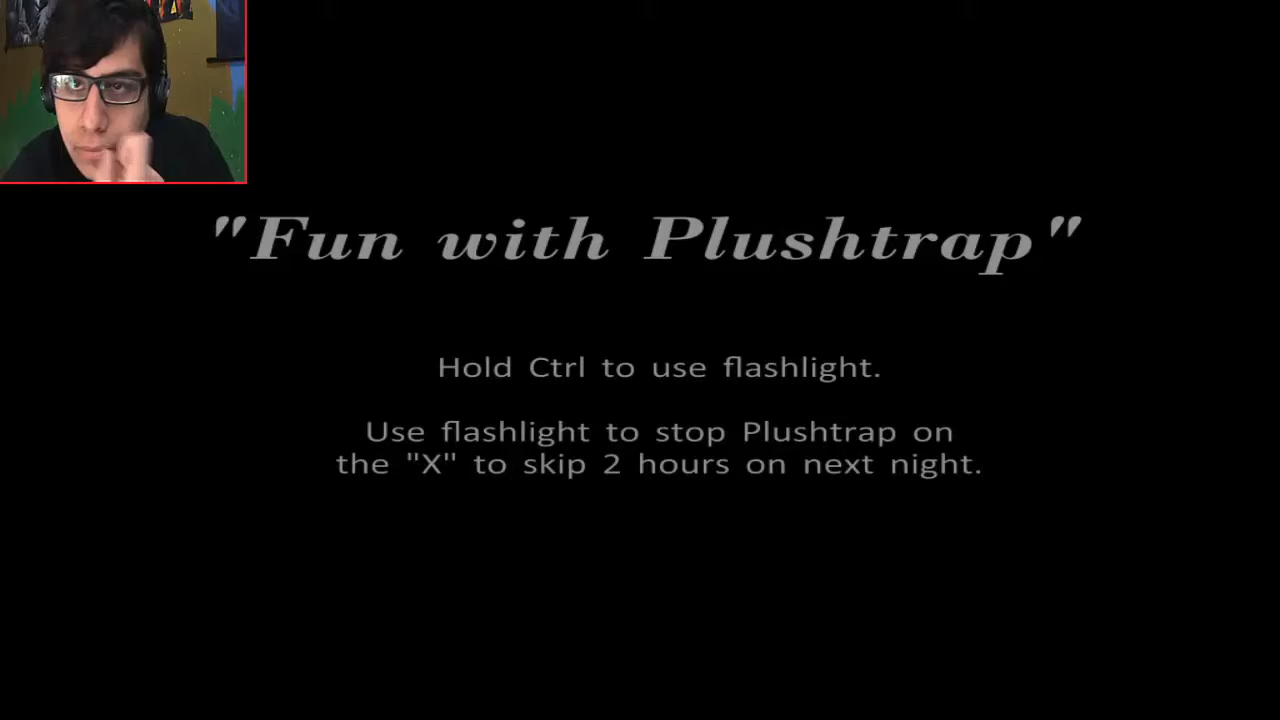 "Fun with Plushtrap"
Hold Ctrl to use flashlight.
Use flashlight to stop Plushtrap on
the "X" to skip 2 hours on next night.